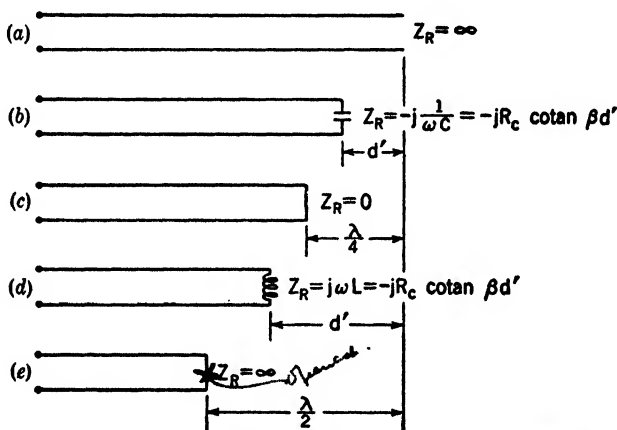 (a) Z_R = ∞
(b) Z_R = -j 1/ωC = -jR_c cotan βd'
d'
(c) Z_R = 0
λ/4
(d) Z_R = jωL = -jR_c cotan βd'
d'
(e) Z_R = ∞
λ/2